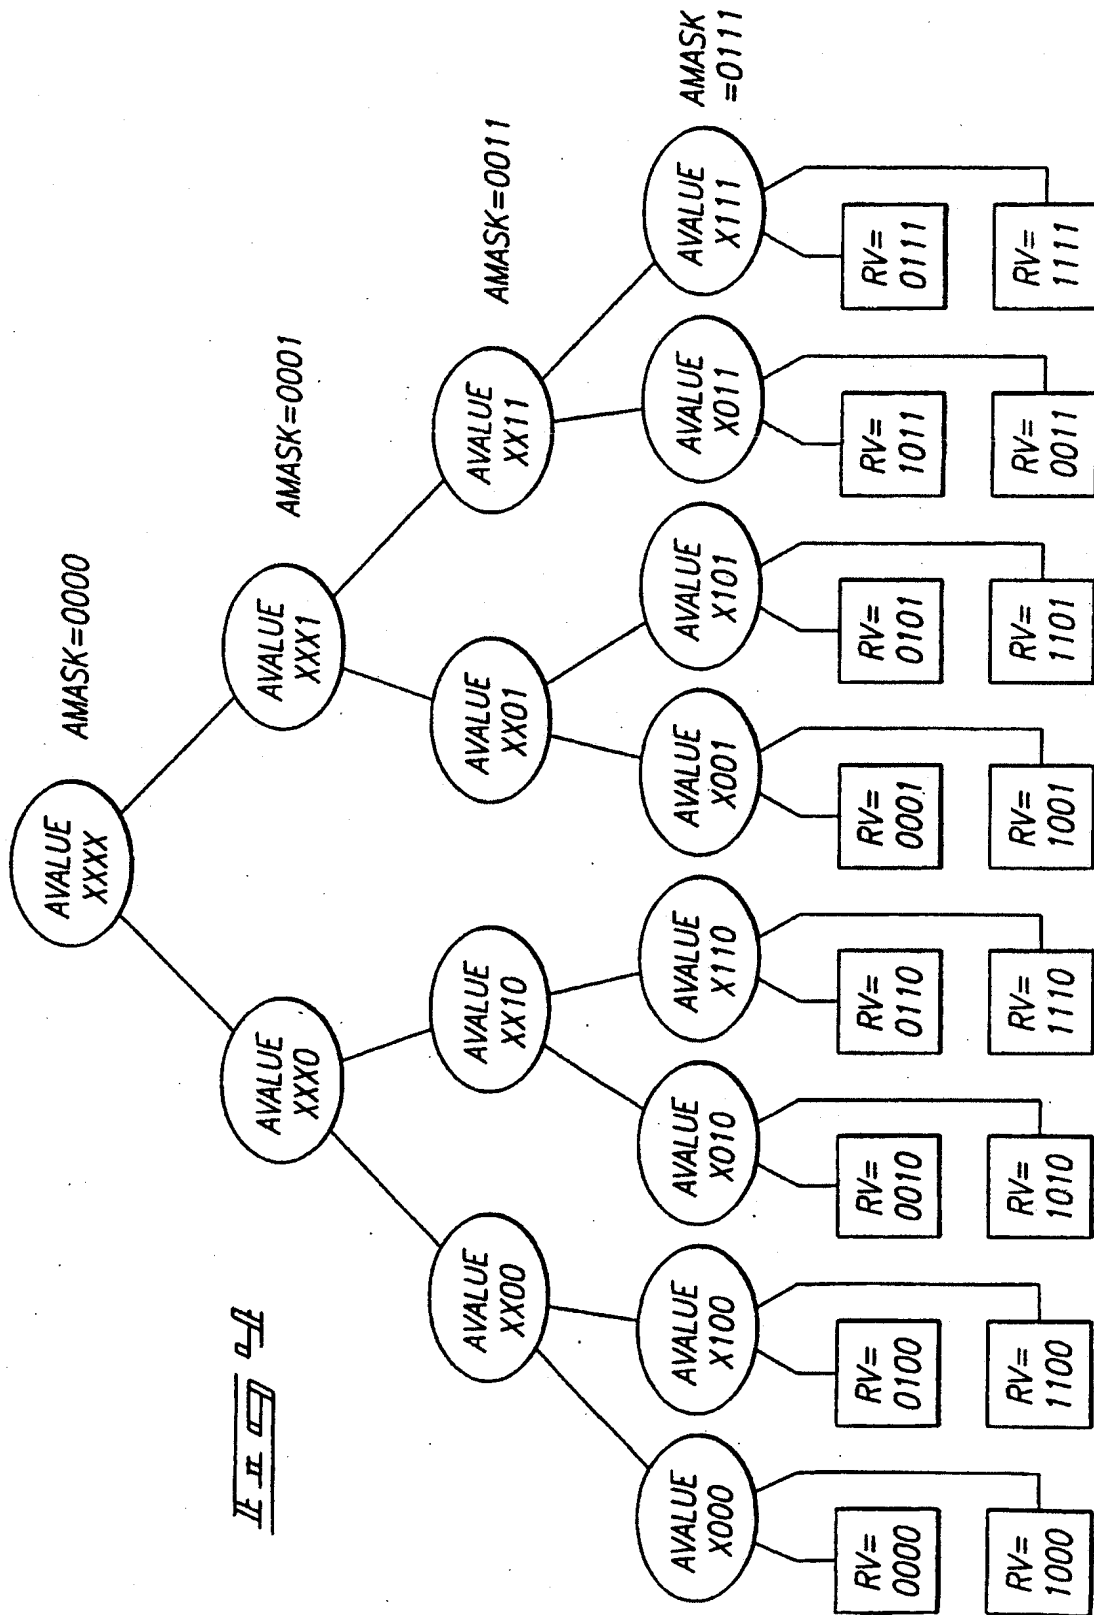 AVALUE
XXXX
AMASK=0000
AVALUE
XXX0
AVALUE
XXX1
AMASK=0001
AVALUE
XX00
AVALUE
XX10
AVALUE
XX01
AVALUE
XX11
AMASK=0011
AVALUE
X000
AVALUE
X100
AVALUE
X010
AVALUE
X110
AVALUE
X001
AVALUE
X101
AVALUE
X011
AVALUE
X111
AMASK
=0111
RV=
0000
RV=
0100
RV=
0010
RV=
0110
RV=
0001
RV=
0101
RV=
1011
RV=
0111
RV=
1000
RV=
1100
RV=
1010
RV=
1110
RV=
1001
RV=
1101
RV=
0011
RV=
1111
Fig 4